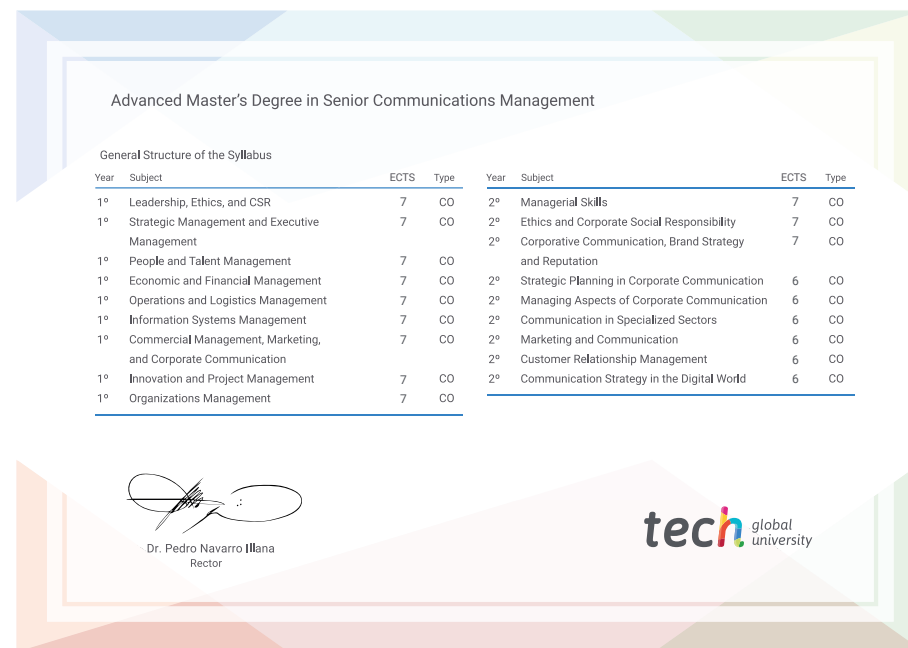 Advanced Master's Degree in Senior Communications Management
General Structure of the Syllabus
Year Subject ECTS Type
1º Leadership, Ethics, and CSR 7 CO
1º Strategic Management and Executive 7 CO
Management
1º People and Talent Management 7 CO
1º Economic and Financial Management 7 CO
1º Operations and Logistics Management 7 CO
1º Information Systems Management 7 CO
1º Commercial Management, Marketing, 7 CO
and Corporate Communication
1º Innovation and Project Management 7 CO
1º Organizations Management 7 CO
Year Subject ECTS Type
2º Managerial Skills 7 CO
2º Ethics and Corporate Social Responsibility 7 CO
2º Corporative Communication, Brand Strategy 7 CO
and Reputation
2º Strategic Planning in Corporate Communication 6 CO
2º Managing Aspects of Corporate Communication 6 CO
2º Communication in Specialized Sectors 6 CO
2º Marketing and Communication 6 CO
2º Customer Relationship Management 6 CO
2º Communication Strategy in the Digital World 6 CO
Dr. Pedro Navarro Illana
Rector
tech global
university